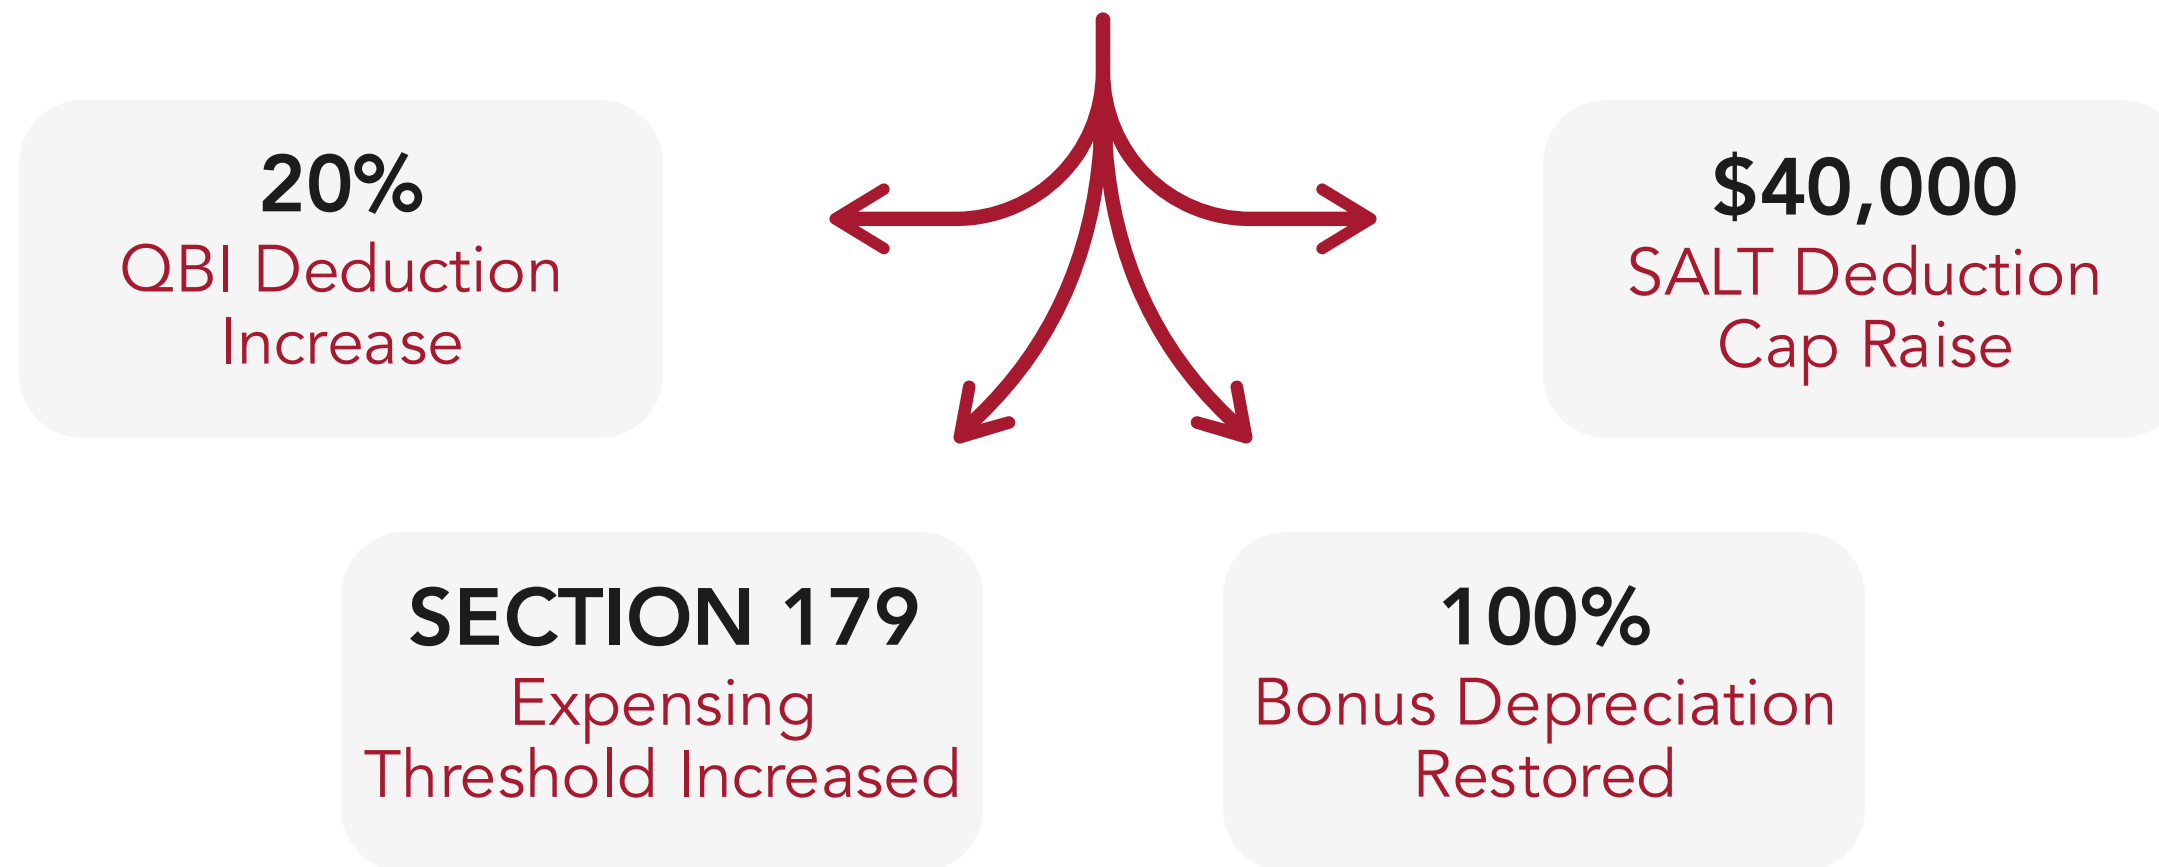 20%
QBI Deduction
Increase
$40,000
SALT Deduction
Cap Raise
SECTION 179
Expensing
Threshold Increased
100%
Bonus Depreciation
Restored